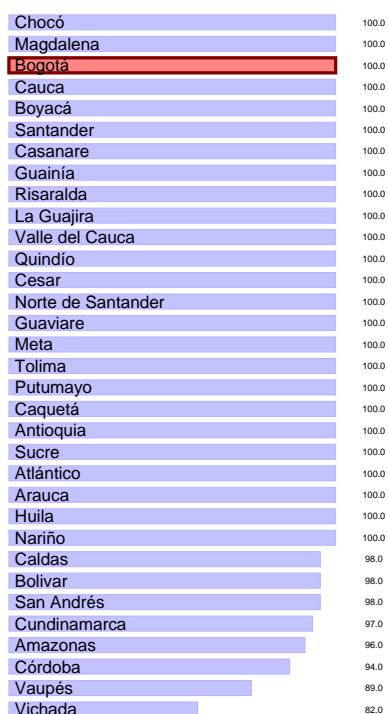 Chocó 100.0
Magdalena 100.0
Bogotá 100.0
Cauca 100.0
Boyacá 100.0
Santander 100.0
Casanare 100.0
Guainía 100.0
Risaralda 100.0
La Guajira 100.0
Valle del Cauca 100.0
Quindío 100.0
Cesar 100.0
Norte de Santander 100.0
Guaviare 100.0
Meta 100.0
Tolima 100.0
Putumayo 100.0
Caquetá 100.0
Antioquia 100.0
Sucre 100.0
Atlántico 100.0
Arauca 100.0
Huila 100.0
Nariño 100.0
Caldas 98.0
Bolivar 98.0
San Andrés 98.0
Cundinamarca 97.0
Amazonas 96.0
Córdoba 94.0
Vaupés 89.0
Vichada 82.0